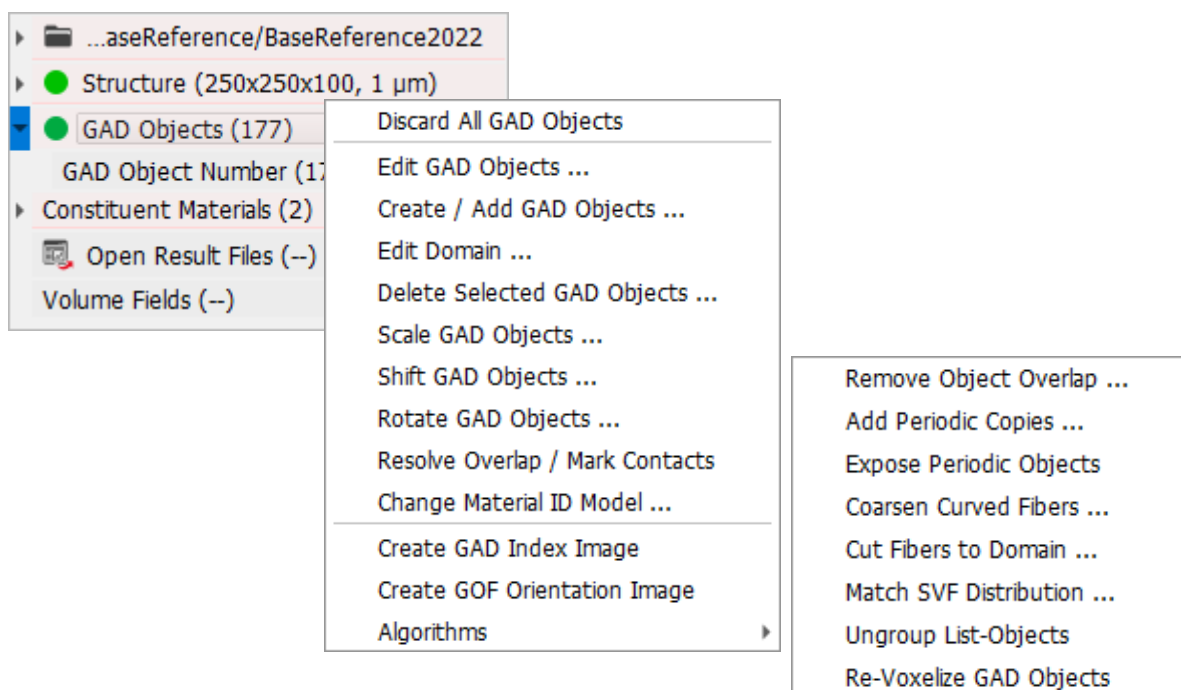 ...aseReference/BaseReference2022
Structure (250x250x100, 1 µm)
GAD Objects (177)
GAD Object Number (17
Constituent Materials (2)
Open Result Files (--)
Volume Fields (--)
Discard All GAD Objects
Edit GAD Objects ...
Create / Add GAD Objects ...
Edit Domain ...
Delete Selected GAD Objects ...
Scale GAD Objects ...
Shift GAD Objects ...
Rotate GAD Objects ...
Resolve Overlap / Mark Contacts
Change Material ID Model ...
Create GAD Index Image
Create GOF Orientation Image
Algorithms
Remove Object Overlap ...
Add Periodic Copies ...
Expose Periodic Objects
Coarsen Curved Fibers ...
Cut Fibers to Domain ...
Match SVF Distribution ...
Ungroup List-Objects
Re-Voxelize GAD Objects